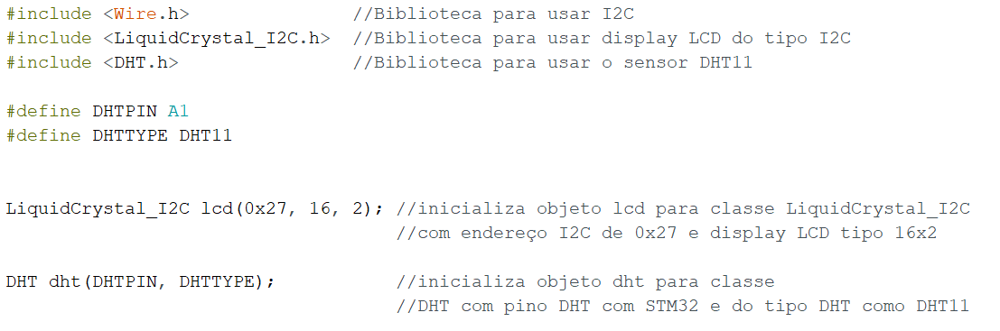 #include <Wire.h> //Biblioteca para usar I2C
#include <LiquidCrystal_I2C.h> //Biblioteca para usar display LCD do tipo I2C
#include <DHT.h> //Biblioteca para usar o sensor DHT11
#define DHTPIN A1
#define DHTTYPE DHT11
LiquidCrystal_I2C lcd(0x27, 16, 2); //inicializa objeto lcd para classe LiquidCrystal_I2C
//com endereço I2C de 0x27 e display LCD tipo 16x2
DHT dht(DHTPIN, DHTTYPE); //inicializa objeto dht para classe
//DHT com pino DHT com STM32 e do tipo DHT como DHT11